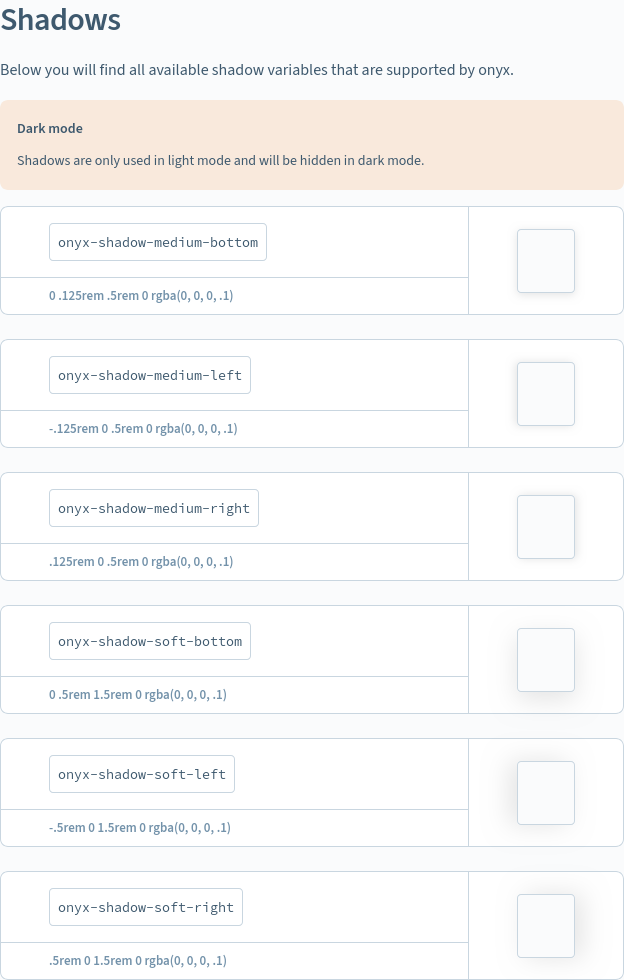 Shadows
Below you will find all available shadow variables that are supported by onyx.
Dark mode
Shadows are only used in light mode and will be hidden in dark mode.
onyx-shadow-medium-bottom
0 .125rem .5rem 0 rgba(0, 0, 0, .1)
onyx-shadow-medium-left
-.125rem 0 .5rem 0 rgba(0, 0, 0, .1)
onyx-shadow-medium-right
.125rem 0 .5rem 0 rgba(0, 0, 0, .1)
onyx-shadow-soft-bottom
0 .5rem 1.5rem 0 rgba(0, 0, 0, .1)
onyx-shadow-soft-left
-.5rem 0 1.5rem 0 rgba(0, 0, 0, .1)
onyx-shadow-soft-right
.5rem 0 1.5rem 0 rgba(0, 0, 0, .1)